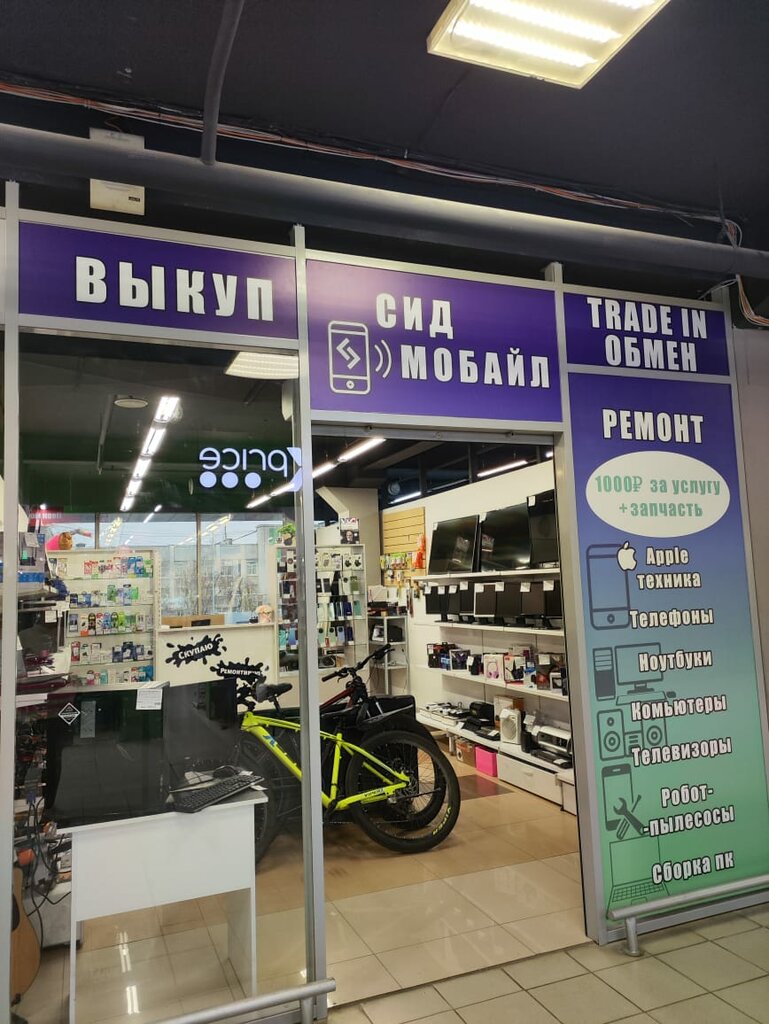 ВЫКУП
СИД
МОБАЙЛ
TRADE IN
ОБМЕН
РЕМОНТ
1000₽ за услугу
+запчасть
Apple
техника
Телефоны
Ноутбуки
Комьютеры
Телевизоры
Робот-
-пылесосы
Сборка пк
price
Скупаю
Ремонтирую